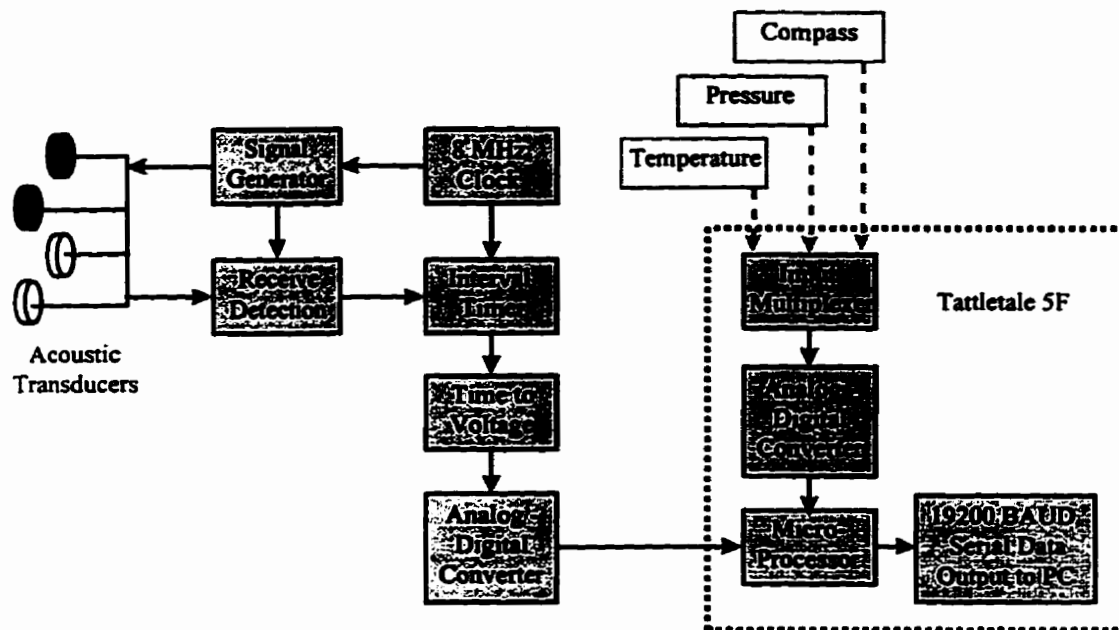 Compass
Pressure
Temperature
Signal
Generator
8 MHz
Clock
Receive
Detection
Interval
Timer
Input
Multiplexer
Tattletale 5F
Acoustic
Transducers
Time to
Voltage
Analog/
Digital
Converter
Analog/
Digital
Converter
Micro-
Processor
19200 BAUD
Serial Data
Output to PC